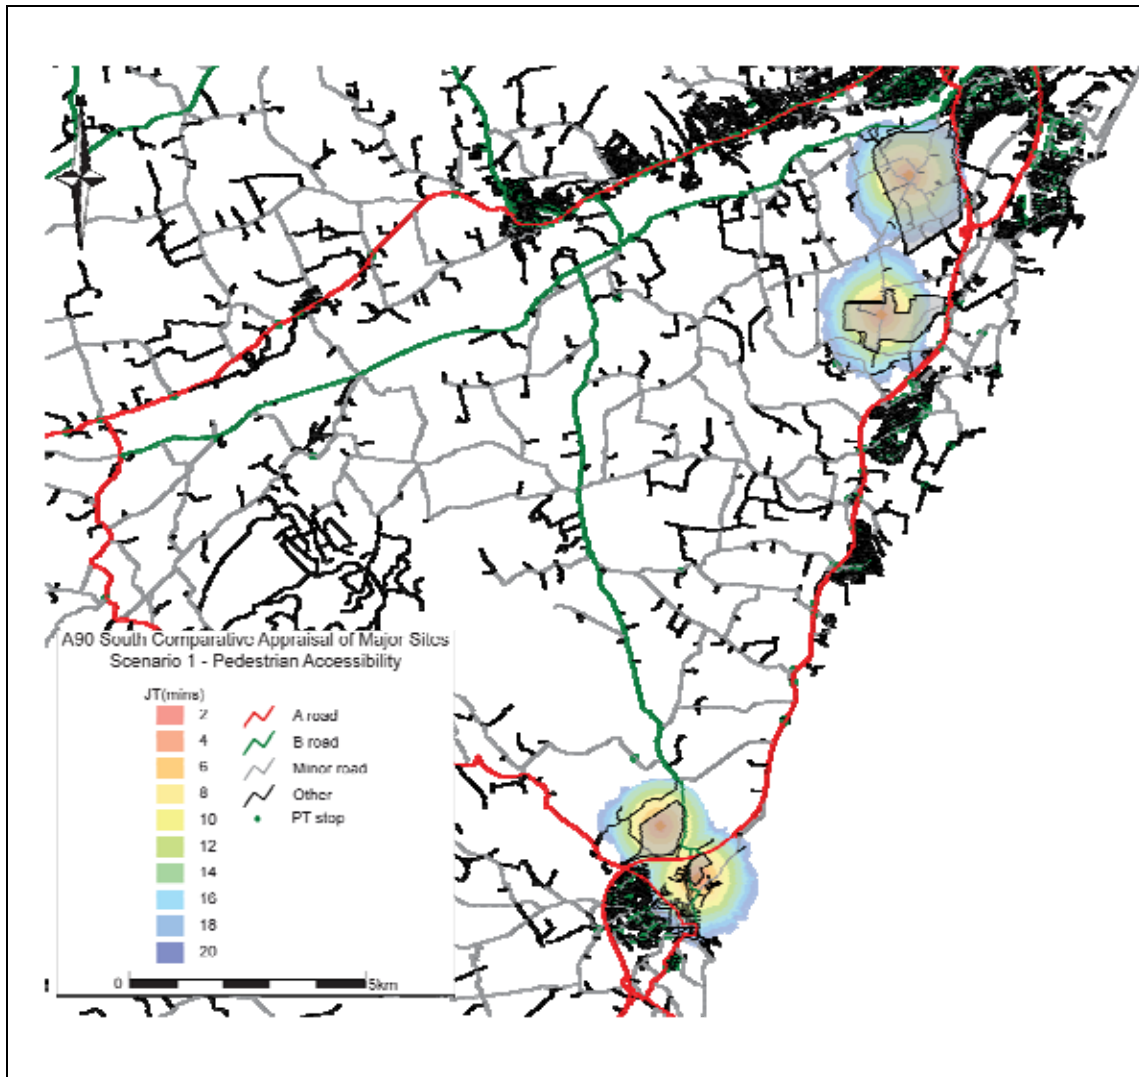 A90 South Comparative Appraisal of Major Sites
Scenario 1 - Pedestrian Accessibility
JT(mins)
2
A road
4
B road
6
Minor road
8
Other
10
PT stop
12
14
16
18
20
0
5km